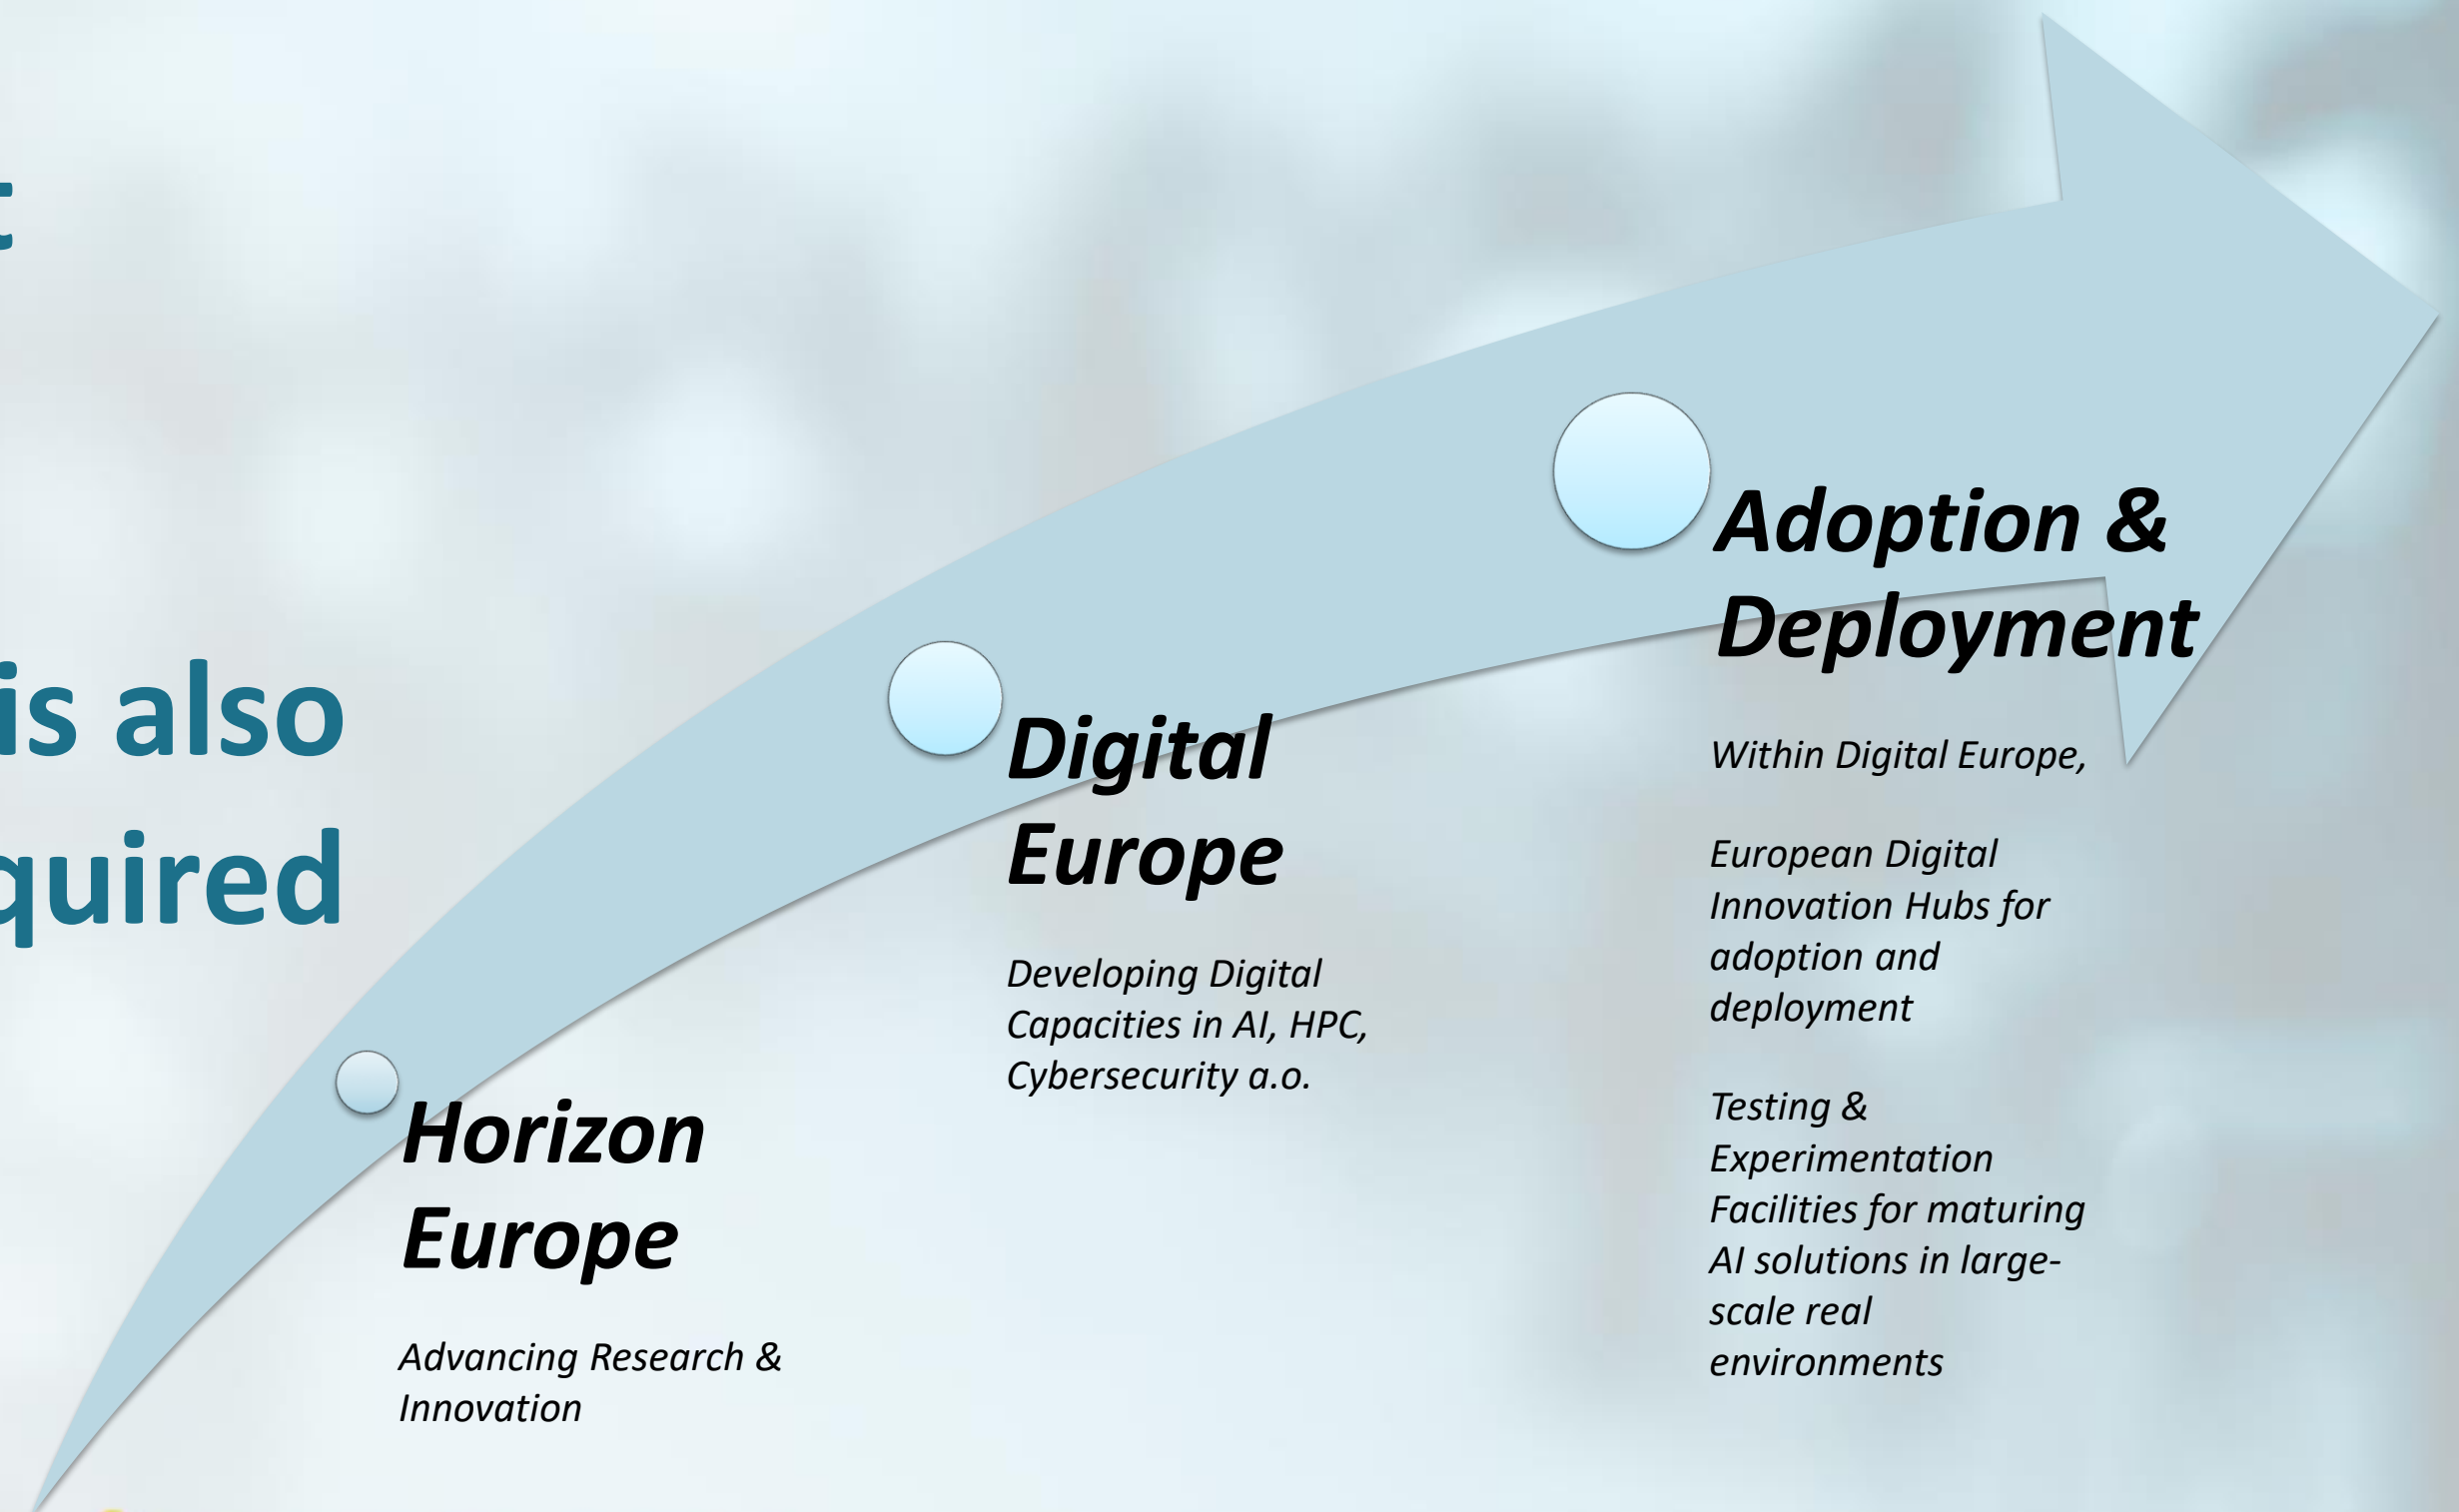 t
is also
quired
Adoption &
Deployment
Within Digital Europe,
European Digital
Innovation Hubs for
adoption and
deployment
Testing &
Experimentation
Facilities for maturing
AI solutions in large-
scale real
environments
Digital
Europe
Developing Digital
Capacities in AI, HPC,
Cybersecurity a.o.
Horizon
Europe
Advancing Research &
Innovation